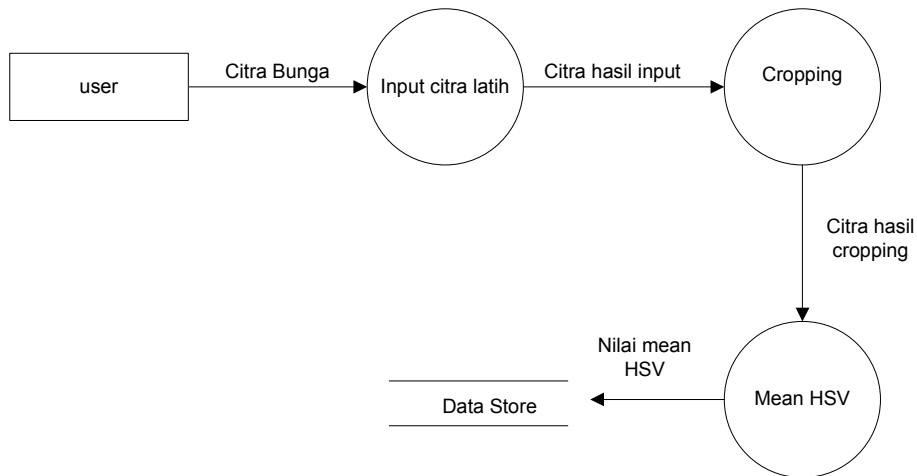 user
Citra Bunga
Input citra latih
Citra hasil input
Cropping
Citra hasil
cropping
Mean HSV
Nilai mean
HSV
Data Store